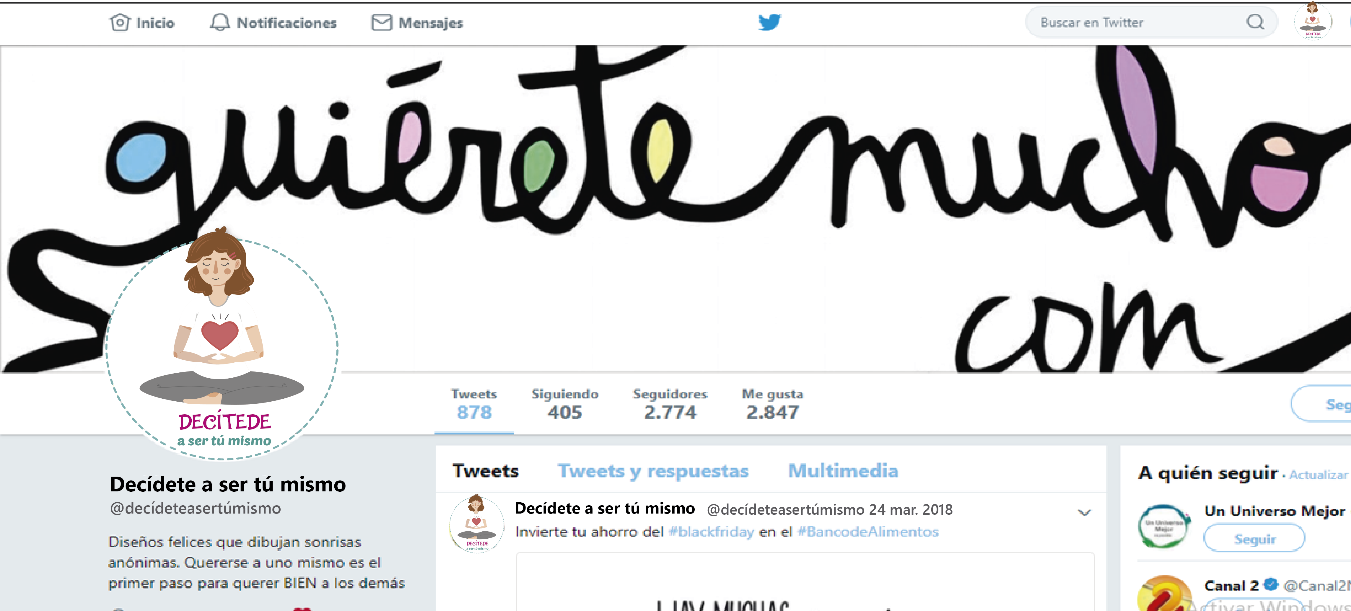 Inicio Notificaciones Mensajes Buscar en Twitter
quiérete mucho
.com
DECÍTEDE
a ser tú mismo
Tweets Siguiendo Seguidores Me gusta
878 405 2.774 2.847
Seg
Decídete a ser tú mismo
@decídeteasertúmismo
Diseños felices que dibujan sonrisas
anónimas. Quererse a uno mismo es el
primer paso para querer BIEN a los demás
Tweets Tweets y respuestas Multimedia
Decídete a ser tú mismo @decídeteasertúmismo 24 mar. 2018
Invierte tu ahorro del #blackfriday en el #BancodeAlimentos
HAY MUCHAS
A quién seguir · Actualizar
Un Universo Mejor
Seguir
Canal 2 @Canal2
Activar Windows